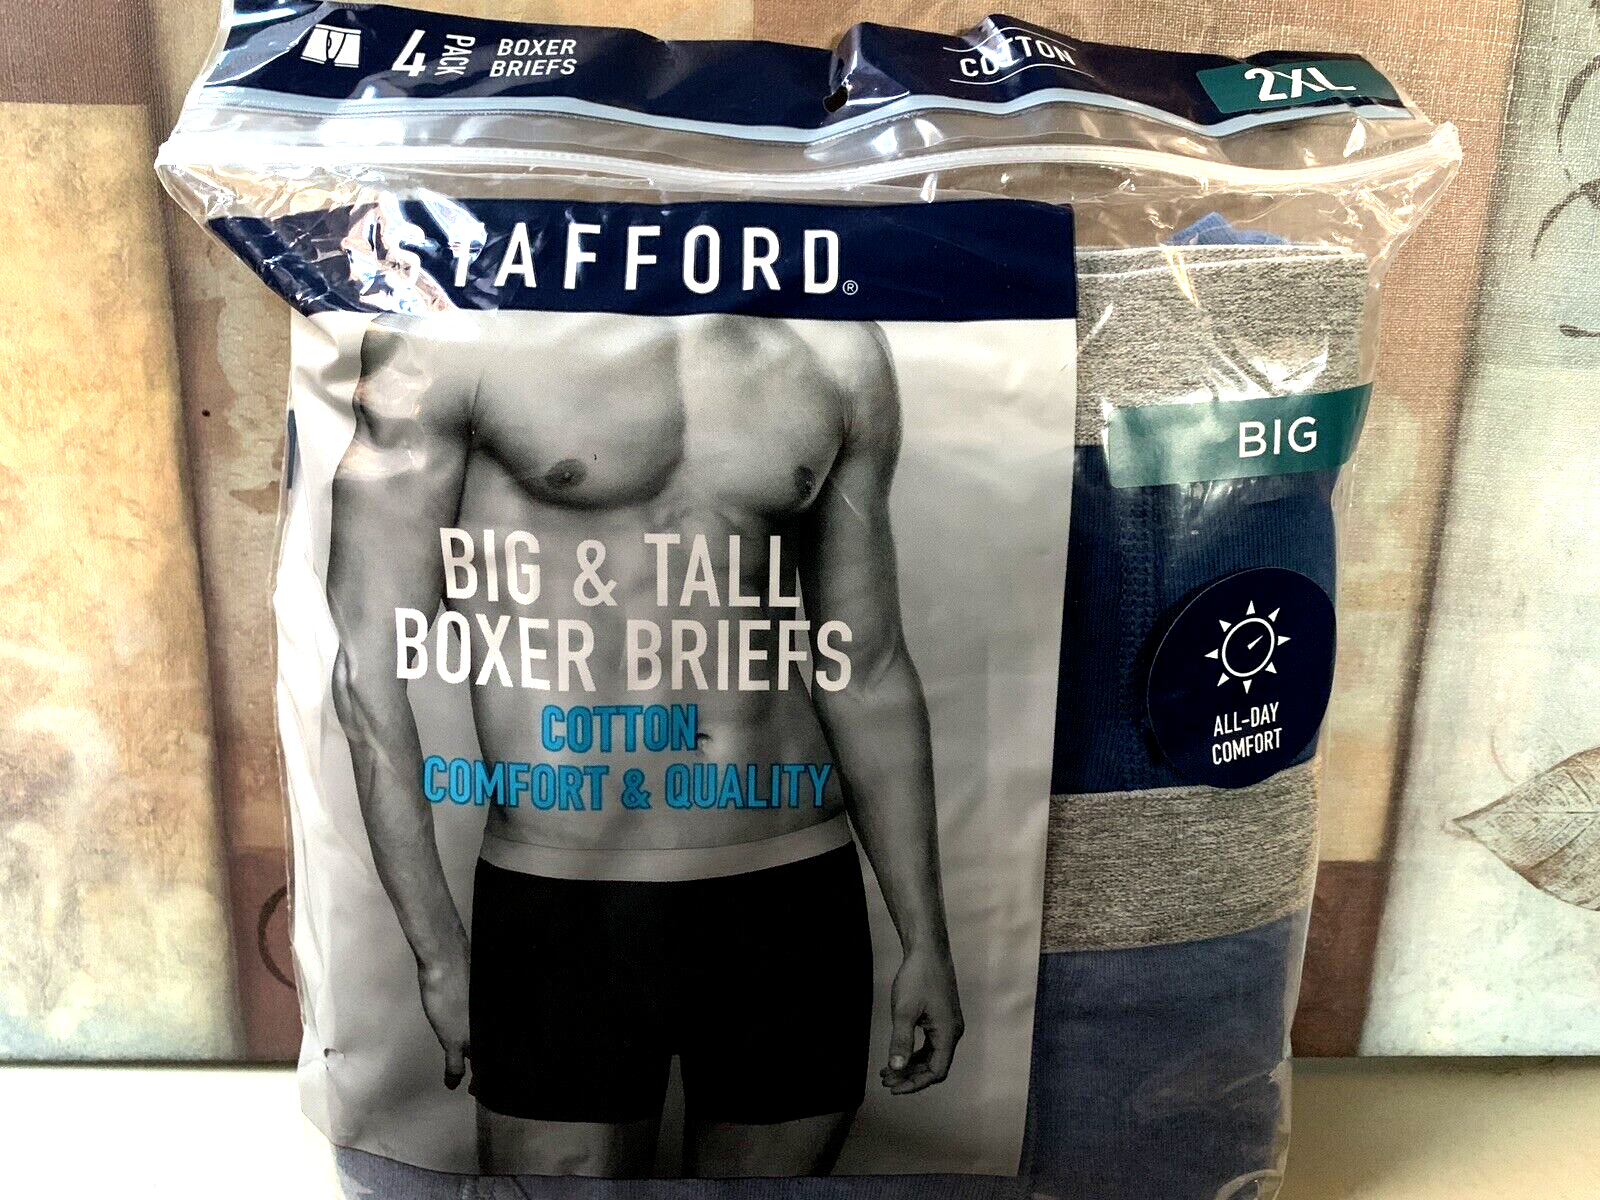 4 PACK
BOXER
BRIEFS
COTTON
2XL
STAFFORD®
BIG
BIG & TALL
BOXER BRIEFS
COTTON
COMFORT & QUALITY
ALL-DAY
COMFORT